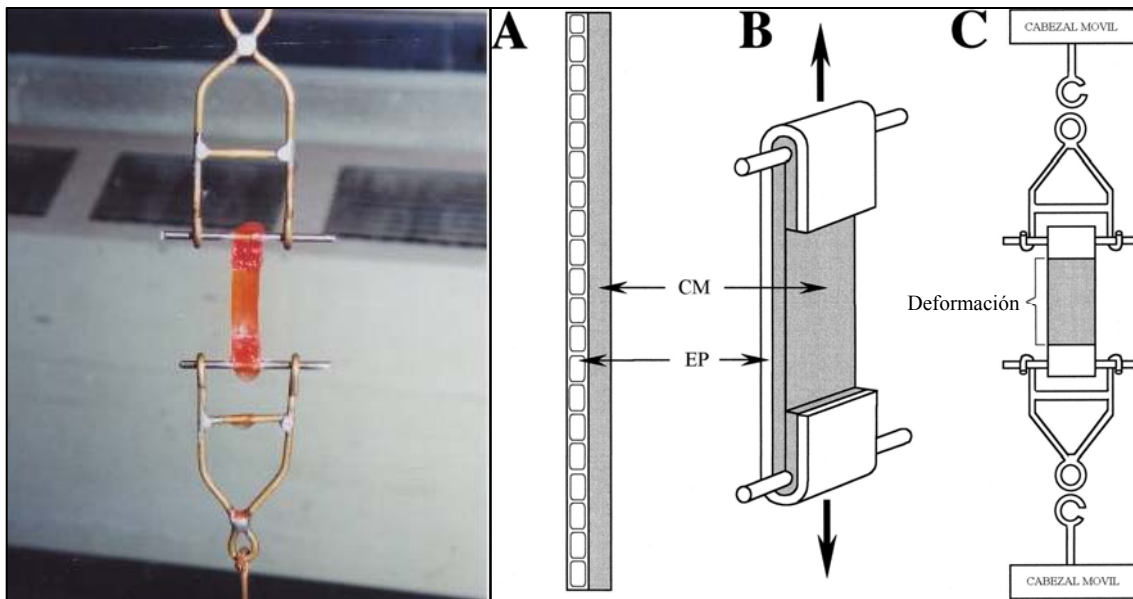 A
B
C
CABEZAL MOVIL
CM
Deformación
EP
CABEZAL MOVIL